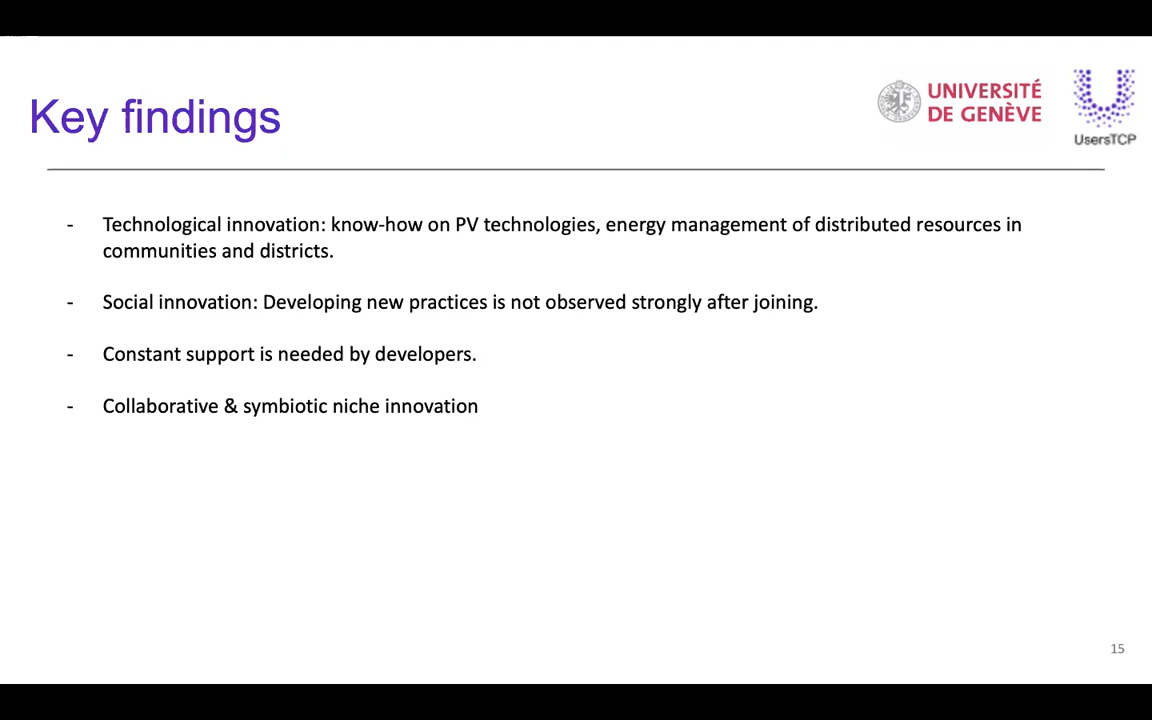 Key findings
UNIVERSITÉ
DE GENÈVE
UsersTCP
- Technological innovation: know-how on PV technologies, energy management of distributed resources in
communities and districts.
- Social innovation: Developing new practices is not observed strongly after joining.
- Constant support is needed by developers.
- Collaborative & symbiotic niche innovation
15